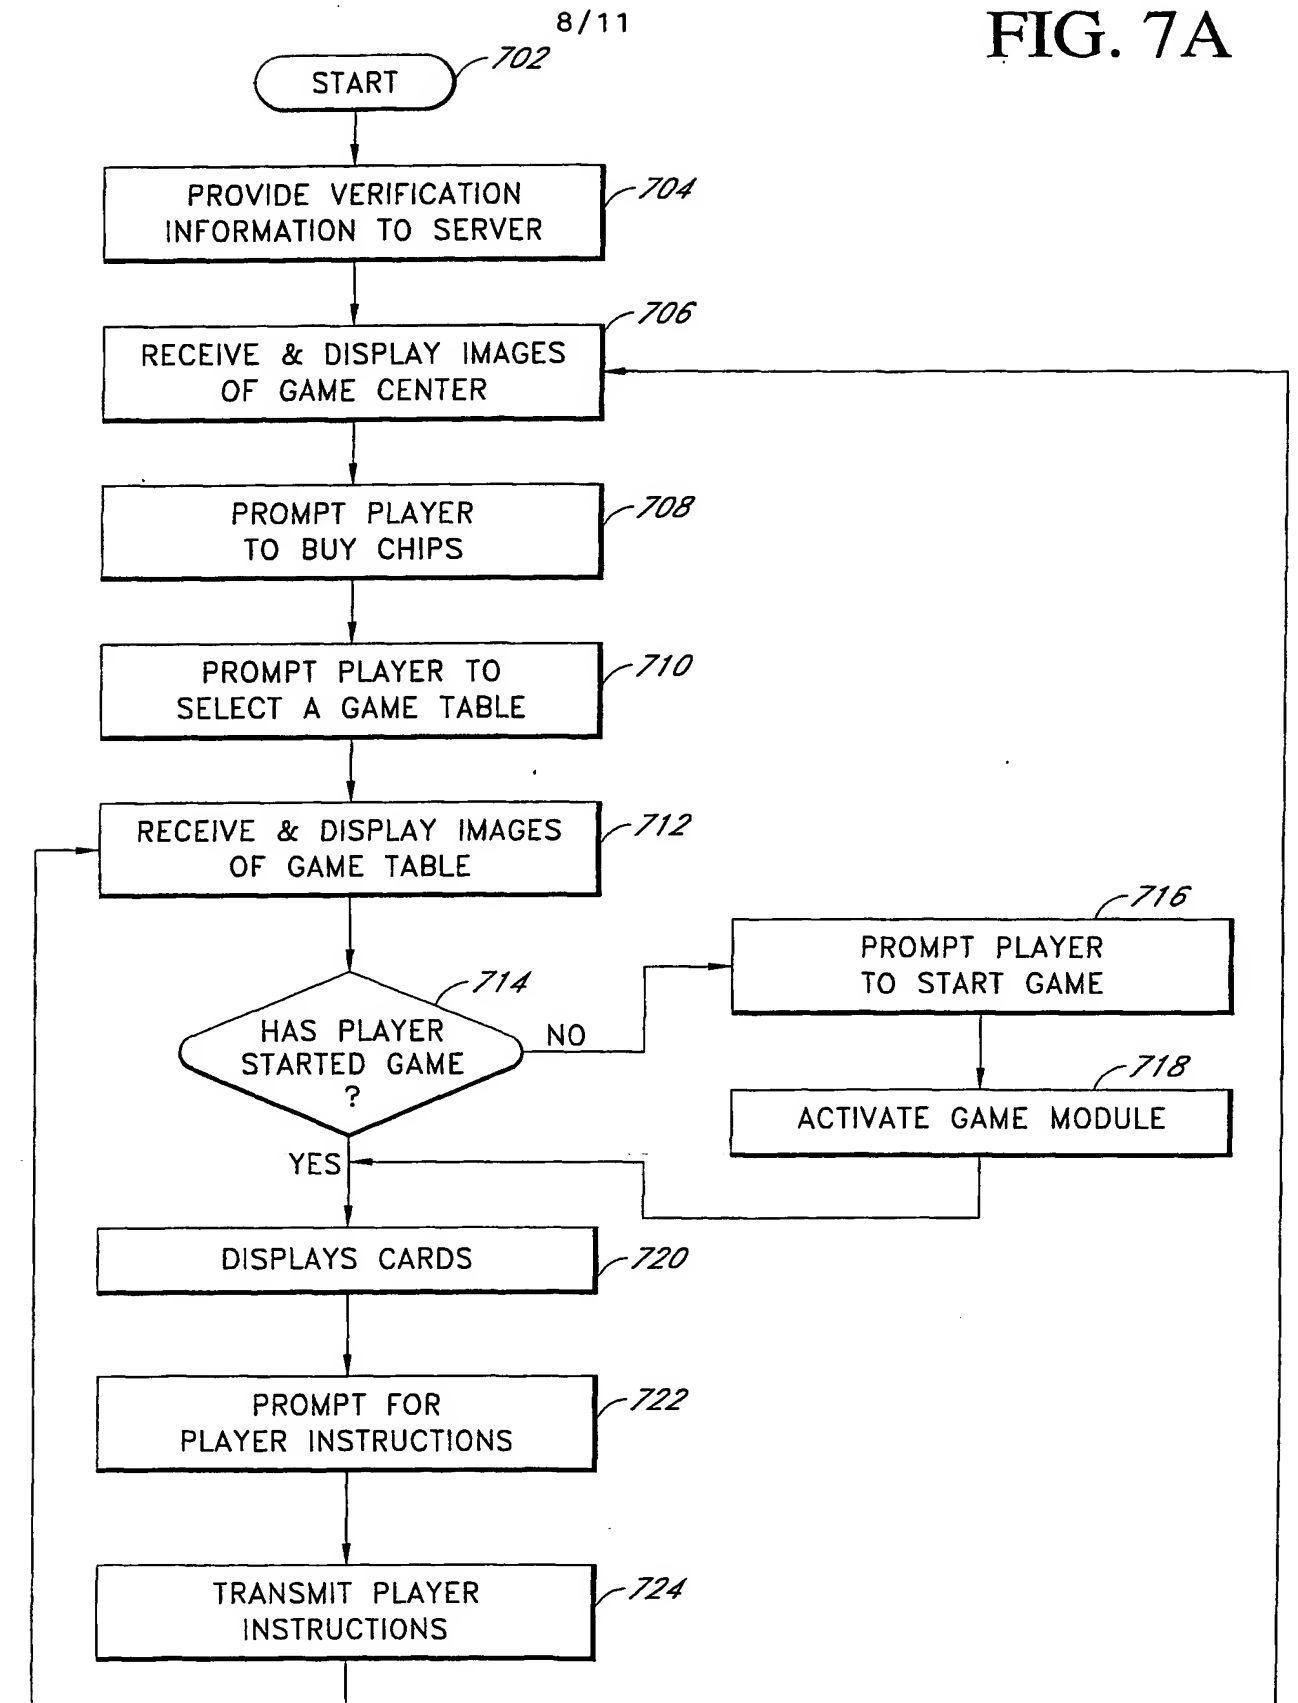 8/11
FIG. 7A
START
702
PROVIDE VERIFICATION
INFORMATION TO SERVER
704
706
RECEIVE & DISPLAY IMAGES
OF GAME CENTER
PROMPT PLAYER
TO BUY CHIPS
708
PROMPT PLAYER TO
SELECT A GAME TABLE
710
RECEIVE & DISPLAY IMAGES
OF GAME TABLE
712
714
HAS PLAYER
STARTED GAME
?
NO
716
PROMPT PLAYER
TO START GAME
718
ACTIVATE GAME MODULE
YES
DISPLAYS CARDS
720
PROMPT FOR
PLAYER INSTRUCTIONS
722
TRANSMIT PLAYER
INSTRUCTIONS
724